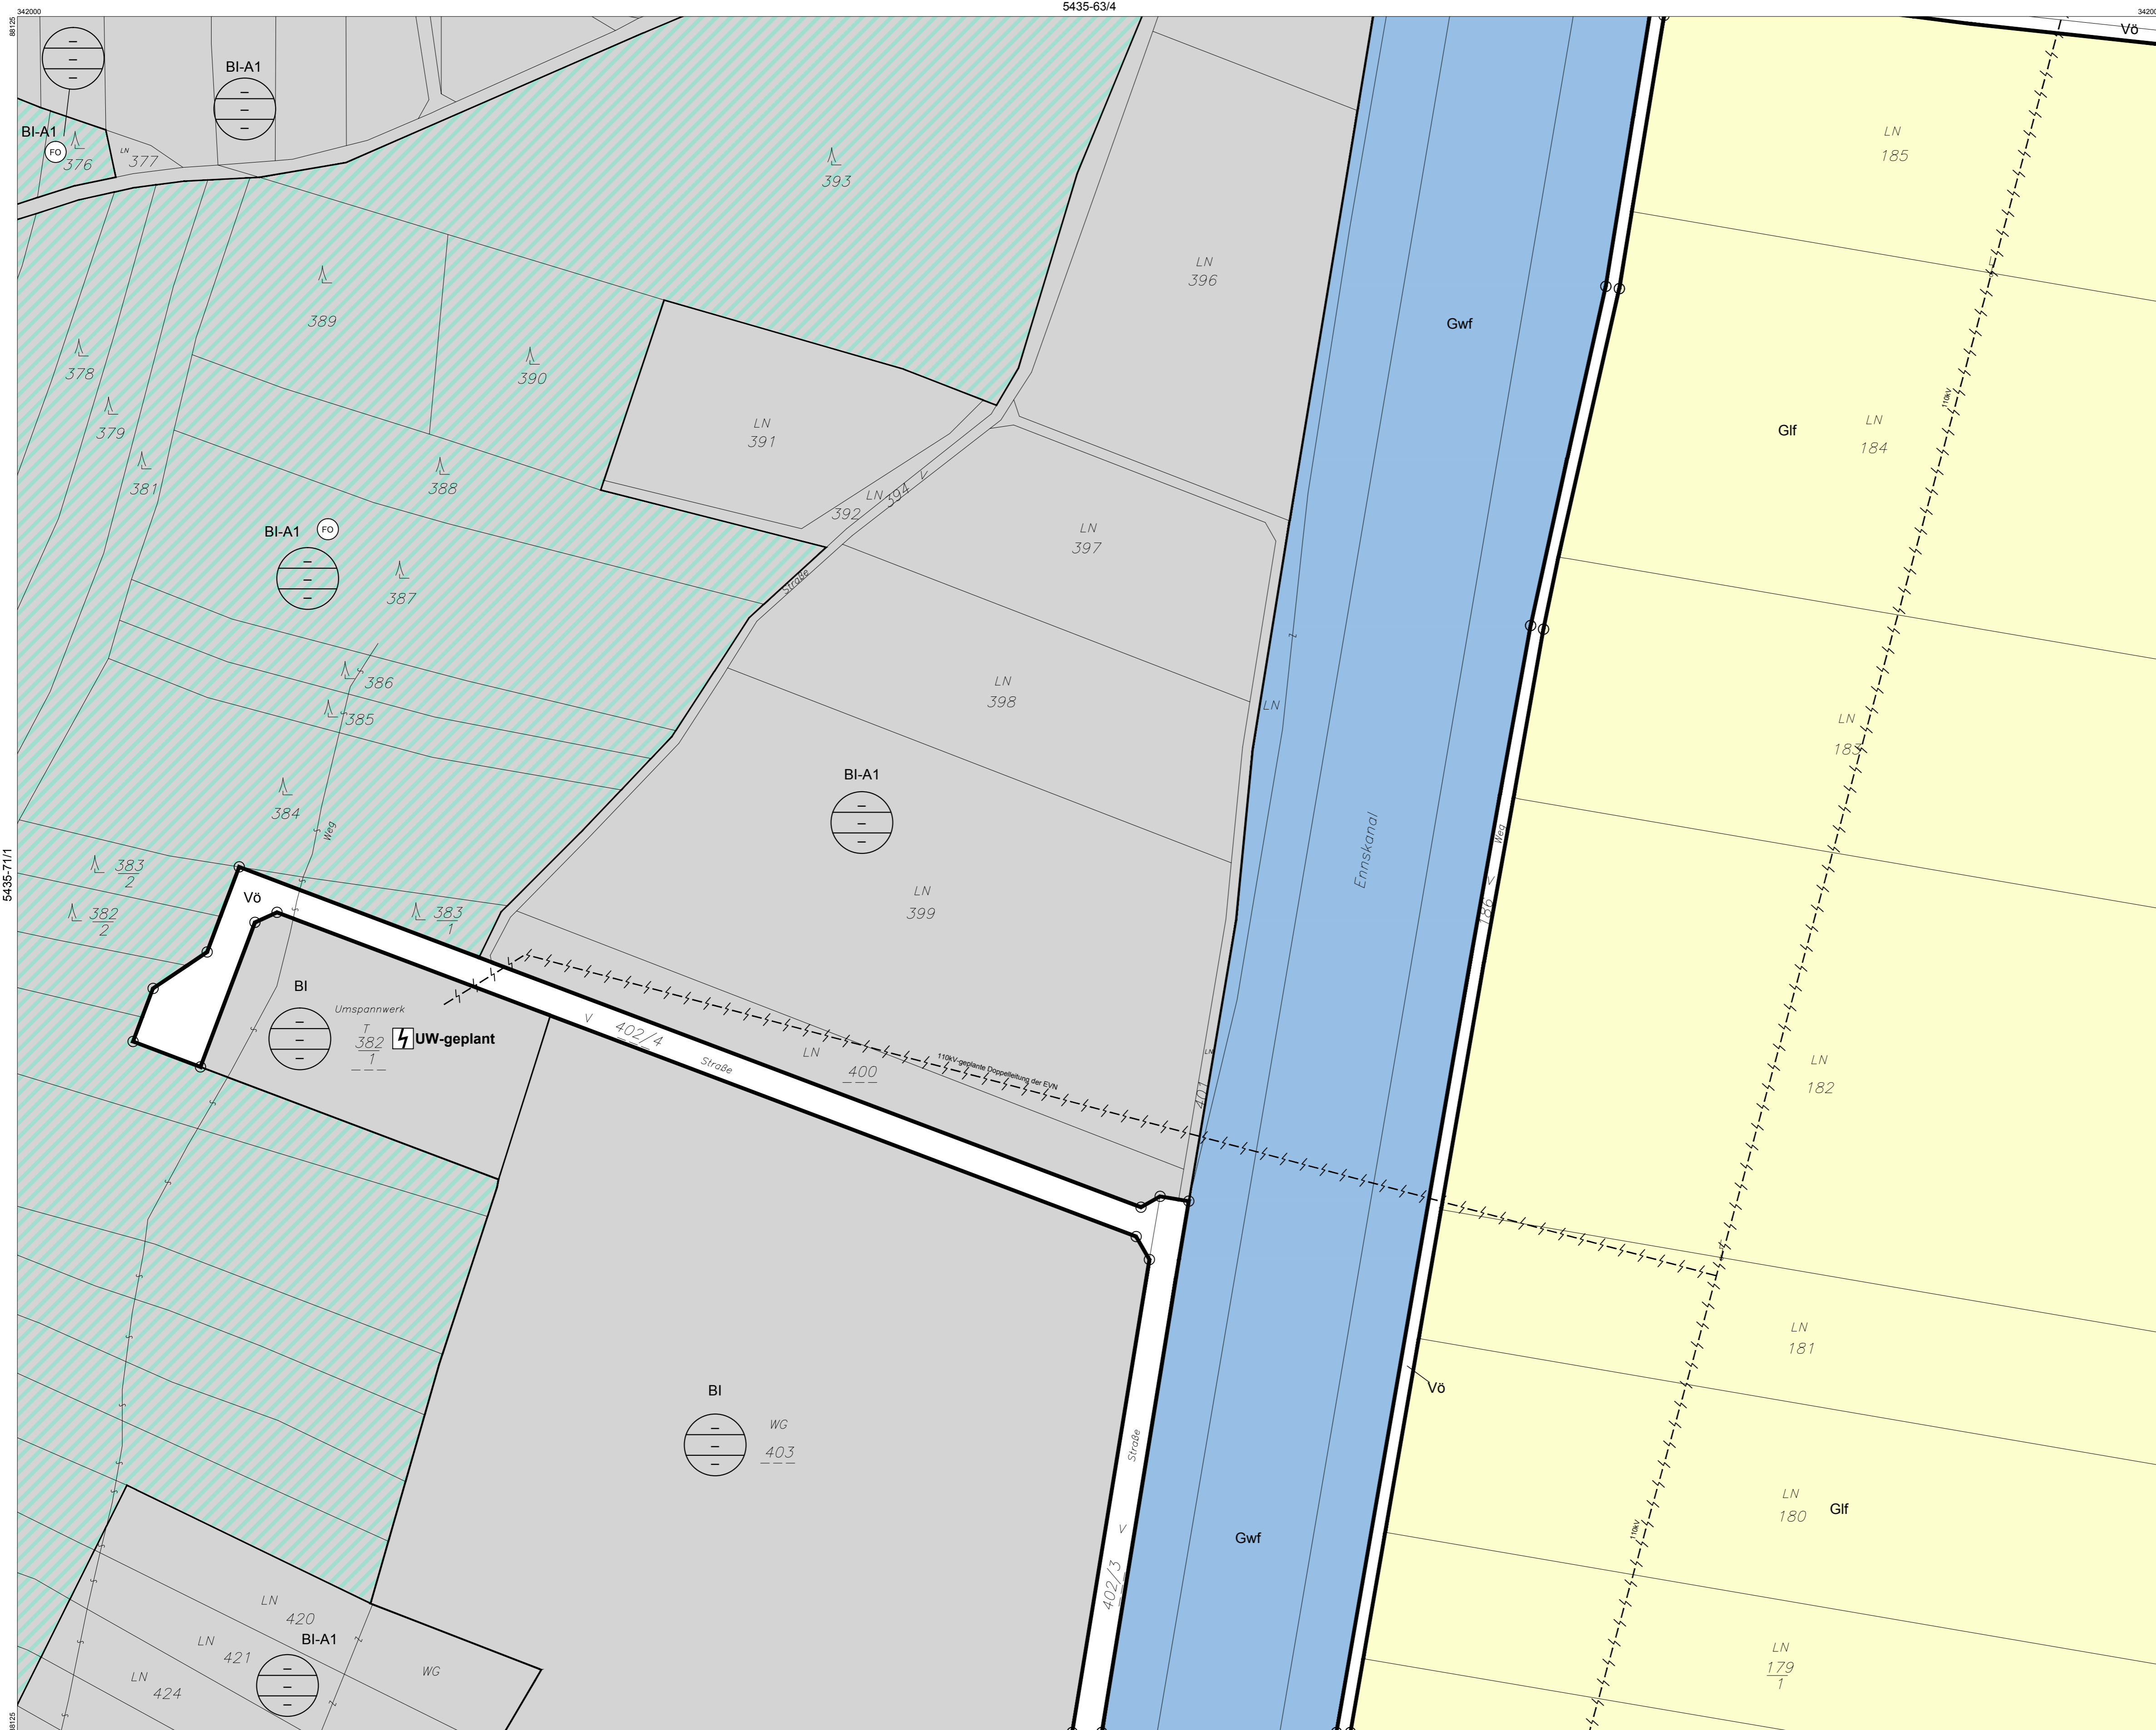 5435-63/4
342000
88125
Vö
BI-A1
BI-A1
FO
376
LN
377
393
LN
185
LN
396
389
Gwf
378
390
379
LN
391
Glf
LN
184
110kV
381
388
LN
392
394
V
BI-A1
FO
LN
397
387
Straße
386
385
LN
398
LN
LN
183
BI-A1
384
Weg
Ennskanal
Weg
5435-71/1
383
2
382
2
Vö
383
1
LN
399
186
V
BI
Umspannwerk
T
382
1
UW-geplant
V
402/4
Straße
LN
400
110kV-geplante Doppelleitung der EVN
LN
401
LN
182
LN
181
Vö
BI
WG
403
Straße
LN
180
Glf
110kV
V
402/3
Gwf
LN
420
LN
421
BI-A1
WG
LN
424
LN
179
1